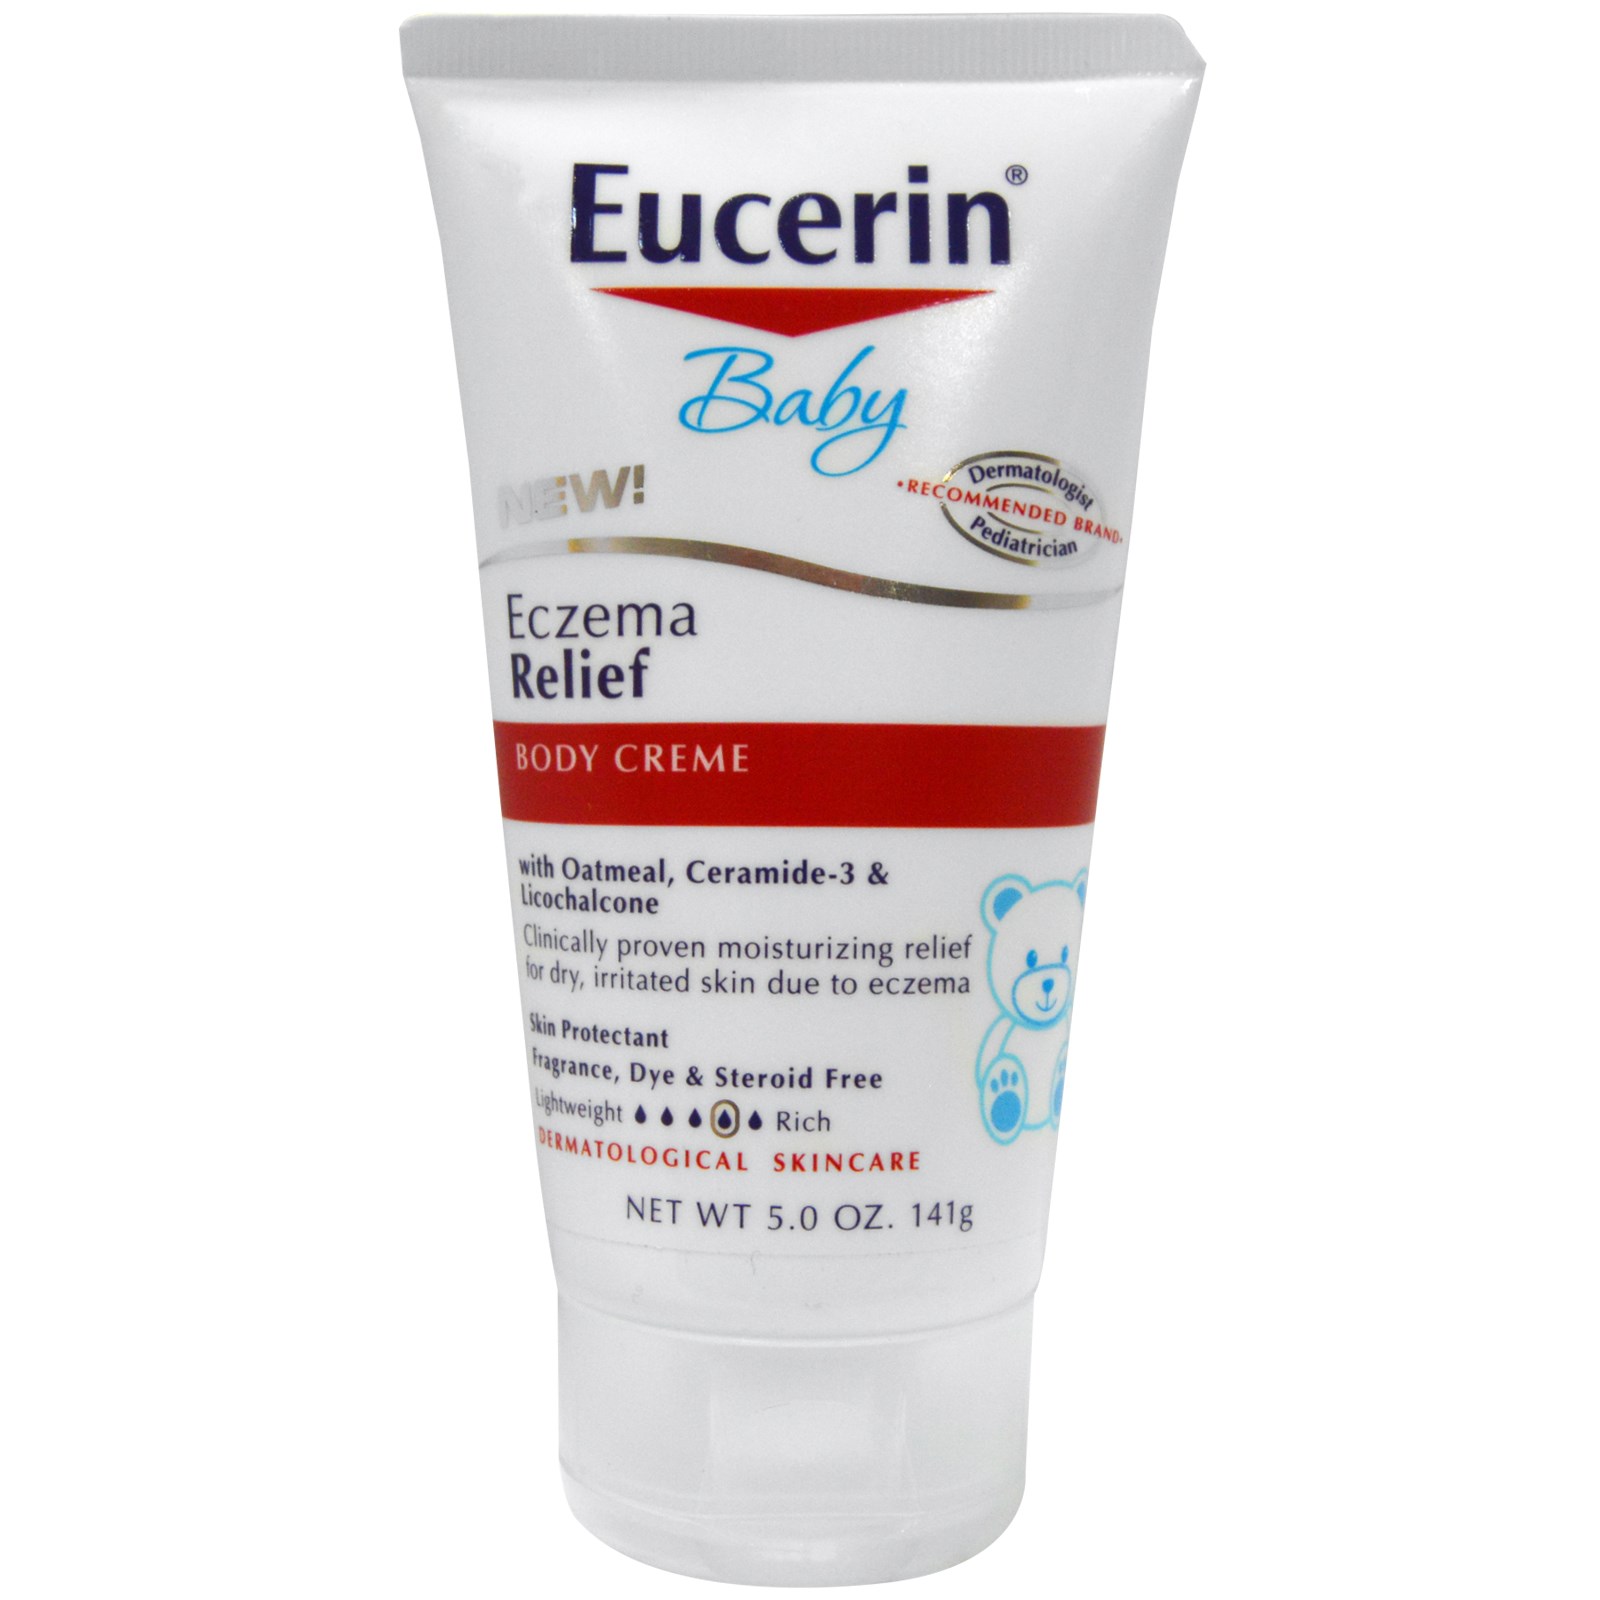 Eucerin®
Baby
NEW!
Dermatologist
•RECOMMENDED BRAND•
Pediatrician
Eczema
Relief
BODY CREME
with Oatmeal, Ceramide-3 &
Licochalcone
Clinically proven moisturizing relief
for dry, irritated skin due to eczema
Skin Protectant
Fragrance, Dye & Steroid Free
Lightweight Rich
DERMATOLOGICAL SKINCARE
NET WT 5.0 OZ. 141g